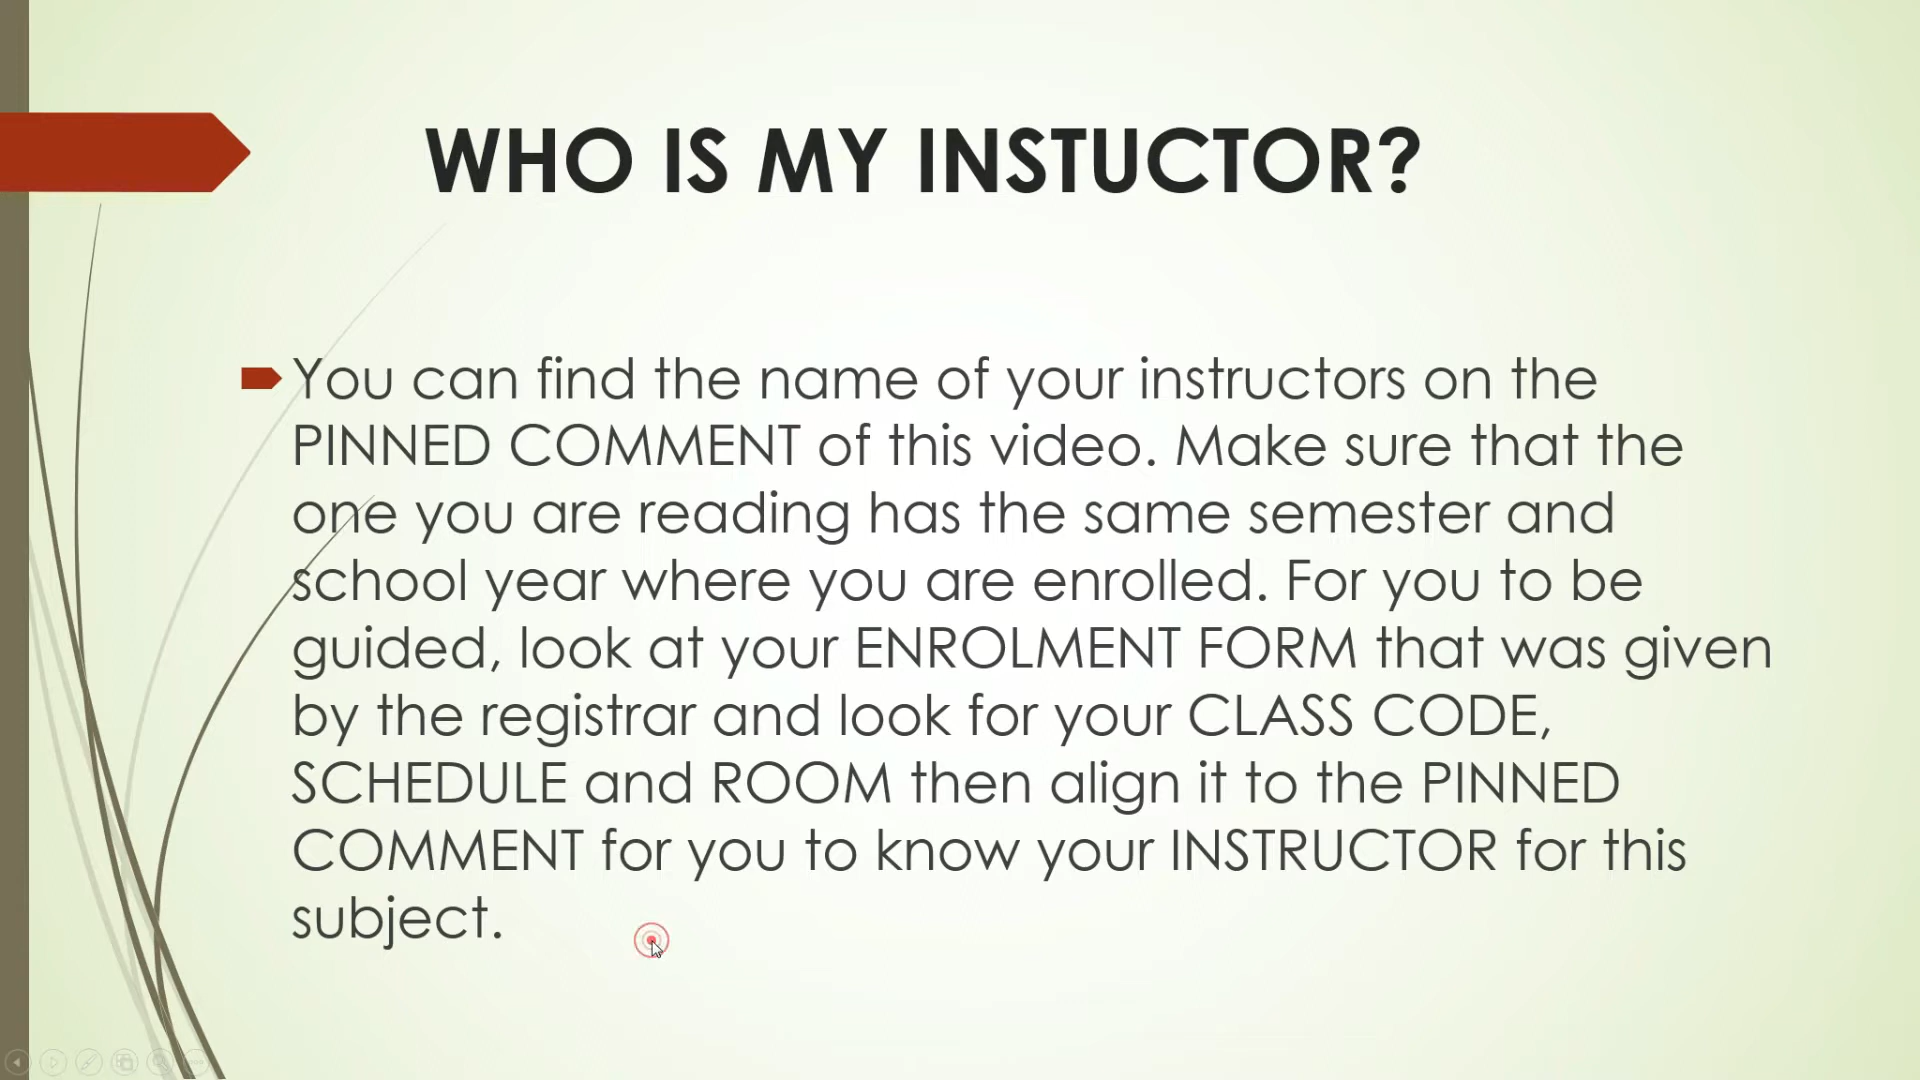 WHO IS MY INSTUCTOR?
You can find the name of your instructors on the
PINNED COMMENT of this video. Make sure that the
one you are reading has the same semester and
school year where you are enrolled. For you to be
guided, look at your ENROLMENT FORM that was given
by the registrar and look for your CLASS CODE,
SCHEDULE and ROOM then align it to the PINNED
COMMENT for you to know your INSTRUCTOR for this
subject.